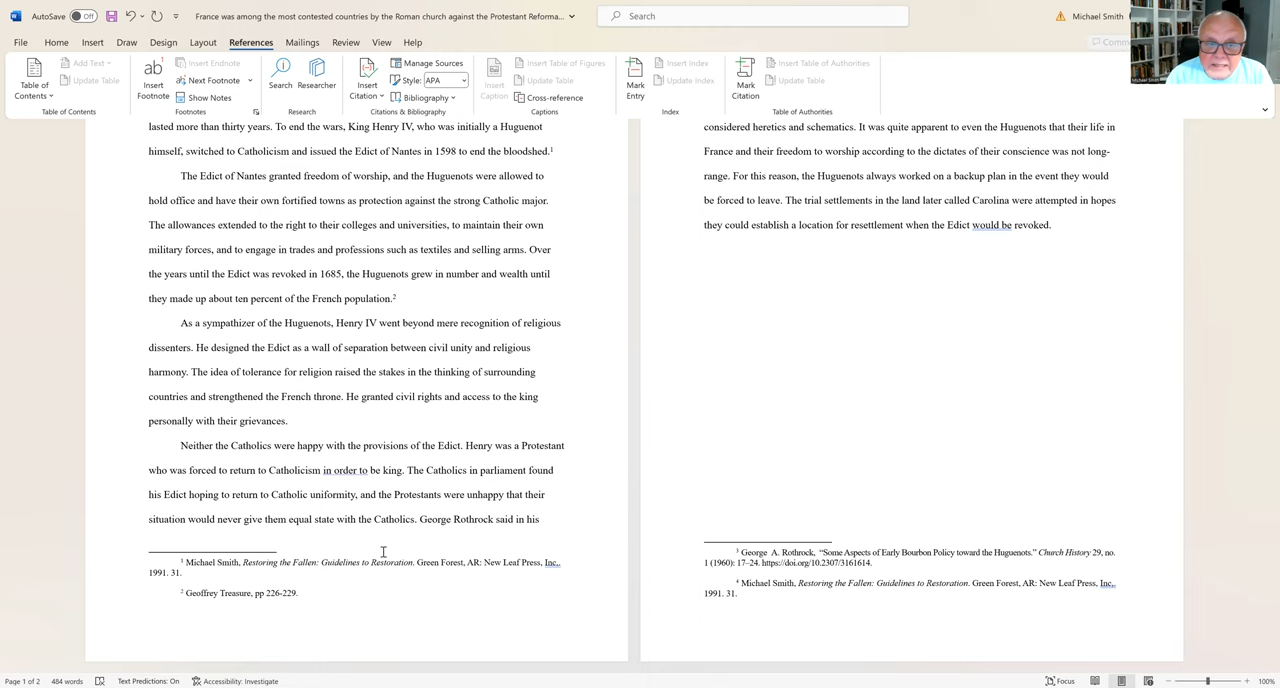 AutoSave Off France was among the most contested countries by the Roman church against the Protestant Reforma... Search Michael Smith
File Home Insert Draw Design Layout References Mailings Review View Help
Table of Contents Add Text Update Table Table of Contents
ab Insert Footnote Insert Endnote Next Footnote Show Notes Footnotes
Search Researcher Research
Insert Citation Manage Sources Style: APA Bibliography Citations & Bibliography
Insert Caption Insert Table of Figures Update Table Cross-reference Captions
Mark Entry Insert Index Update Index Index
Mark Citation Insert Table of Authorities Update Table Table of Authorities
Michael Smith
lasted more than thirty years. To end the wars, King Henry IV, who was initially a Huguenot
himself, switched to Catholicism and issued the Edict of Nantes in 1598 to end the bloodshed.1
The Edict of Nantes granted freedom of worship, and the Huguenots were allowed to
hold office and have their own fortified towns as protection against the strong Catholic major.
The allowances extended to the right to their colleges and universities, to maintain their own
military forces, and to engage in trades and professions such as textiles and selling arms. Over
the years until the Edict was revoked in 1685, the Huguenots grew in number and wealth until
they made up about ten percent of the French population.2
As a sympathizer of the Huguenots, Henry IV went beyond mere recognition of religious
dissenters. He designed the Edict as a wall of separation between civil unity and religious
harmony. The idea of tolerance for religion raised the stakes in the thinking of surrounding
countries and strengthened the French throne. He granted civil rights and access to the king
personally with their grievances.
Neither the Catholics were happy with the provisions of the Edict. Henry was a Protestant
who was forced to return to Catholicism in order to be king. The Catholics in parliament found
his Edict hoping to return to Catholic uniformity, and the Protestants were unhappy that their
situation would never give them equal state with the Catholics. George Rothrock said in his
1 Michael Smith, Restoring the Fallen: Guidelines to Restoration. Green Forest, AR: New Leaf Press, Inc,.
1991. 31.
2 Geoffrey Treasure, pp 226-229.
considered heretics and schematics. It was quite apparent to even the Huguenots that their life in
France and their freedom to worship according to the dictates of their conscience was not long-
range. For this reason, the Huguenots always worked on a backup plan in the event they would
be forced to leave. The trial settlements in the land later called Carolina were attempted in hopes
they could establish a location for resettlement when the Edict would be revoked.
3 George A. Rothrock, “Some Aspects of Early Bourbon Policy toward the Huguenots.” Church History 29, no.
1 (1960): 17–24. https://doi.org/10.2307/3161614.
4 Michael Smith, Restoring the Fallen: Guidelines to Restoration. Green Forest, AR: New Leaf Press, Inc,.
1991. 31.
Page 1 of 2 484 words Text Predictions: On Accessibility: Investigate Focus 100%